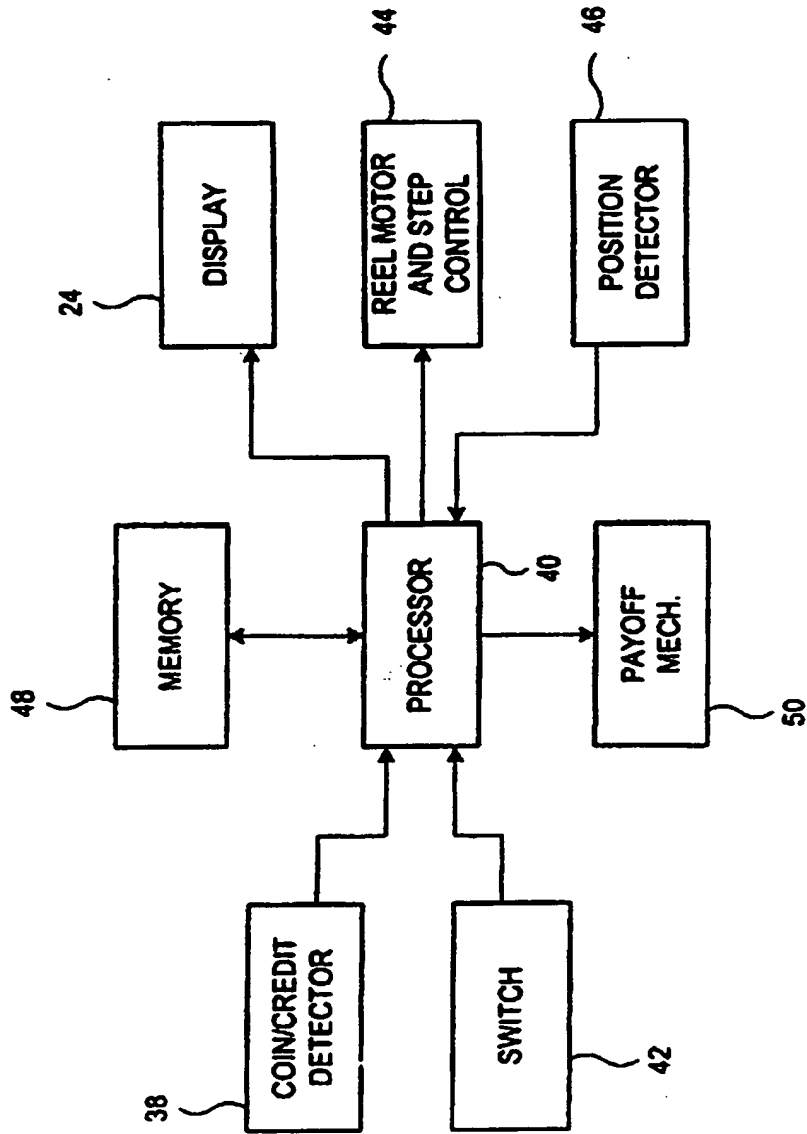 38
COIN/CREDIT
DETECTOR
SWITCH
42
48
MEMORY
PROCESSOR
40
PAYOFF
MECH.
50
24
DISPLAY
44
REEL MOTOR
AND STEP
CONTROL
46
POSITION
DETECTOR